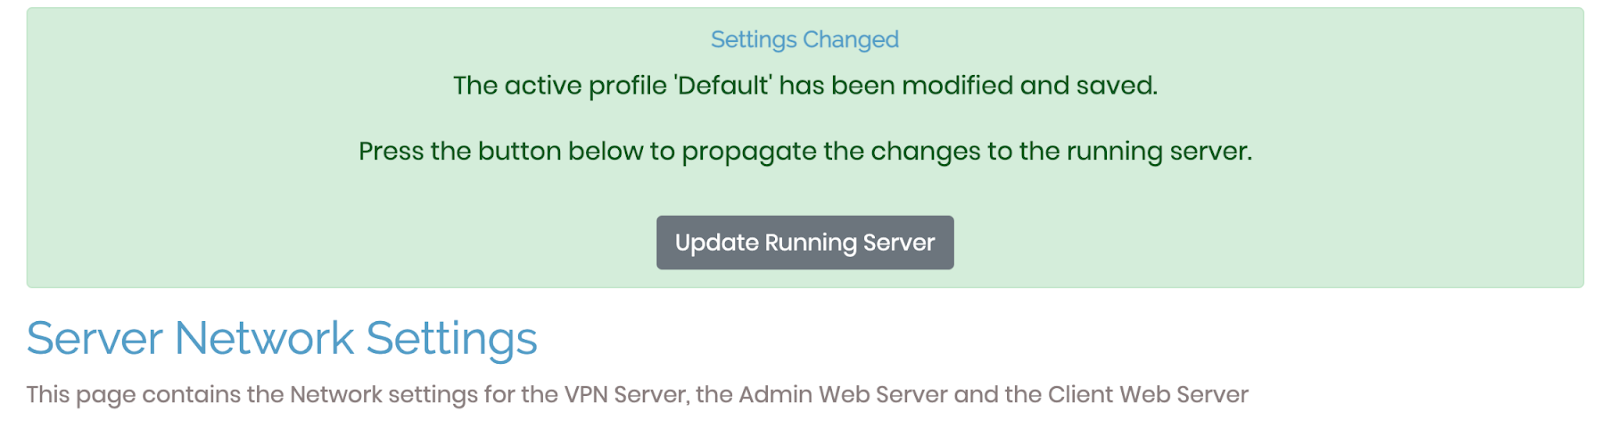 Settings Changed
The active profile 'Default' has been modified and saved.
Press the button below to propagate the changes to the running server.
Update Running Server
Server Network Settings
This page contains the Network settings for the VPN Server, the Admin Web Server and the Client Web Server